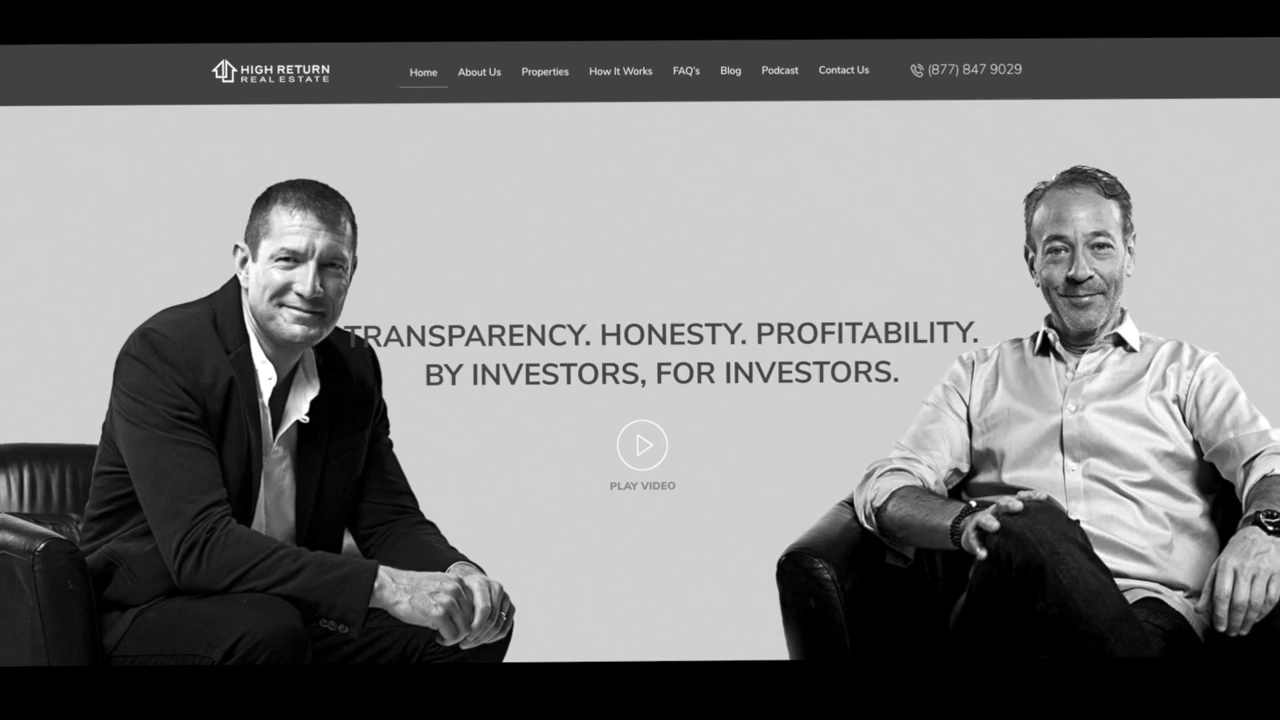 HIGH RETURN
REAL ESTATE
Home About Us Properties How It Works FAQ's Blog Podcast Contact Us (877) 847 9029
TRANSPARENCY. HONESTY. PROFITABILITY.
BY INVESTORS, FOR INVESTORS.
PLAY VIDEO